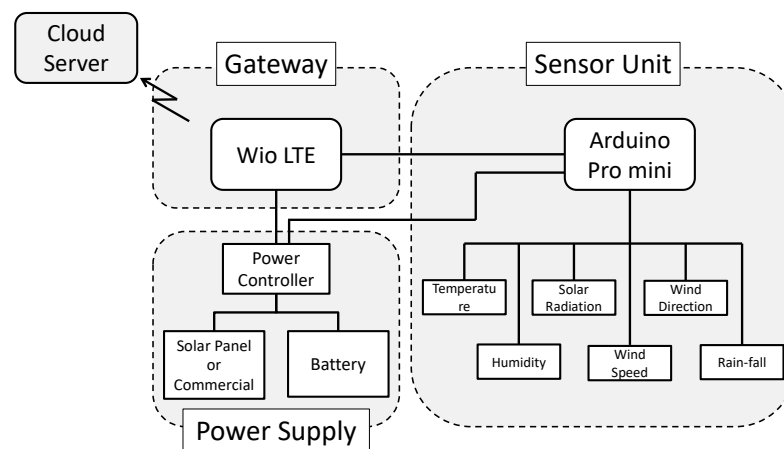 Cloud
Server
Gateway
Sensor Unit
Wio LTE
Arduino
Pro mini
Power
Controller
Temperatu
re
Solar
Radiation
Wind
Direction
Solar Panel
or
Commercial
Battery
Humidity
Wind
Speed
Rain-fall
Power Supply